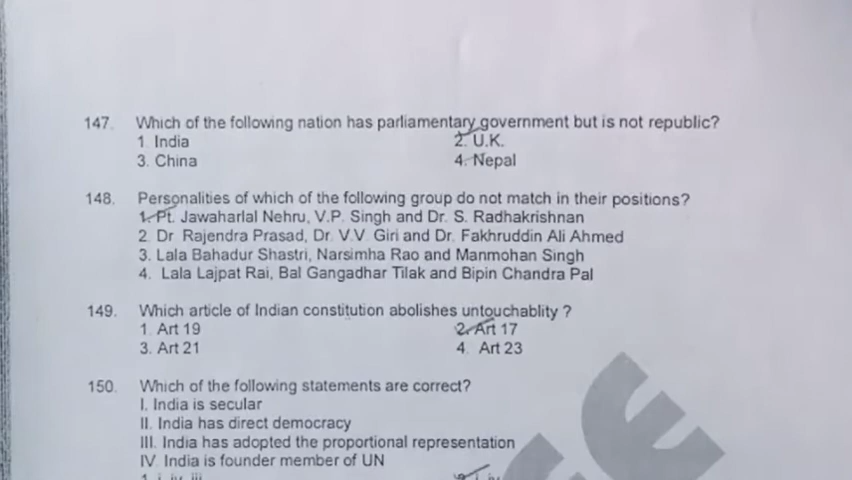 147. Which of the following nation has parliamentary government but is not republic?
1. India 2. U.K.
3. China 4. Nepal
148. Personalities of which of the following group do not match in their positions?
1. Pt. Jawaharlal Nehru, V.P. Singh and Dr. S. Radhakrishnan
2. Dr. Rajendra Prasad, Dr. V.V. Giri and Dr. Fakhruddin Ali Ahmed
3. Lala Bahadur Shastri, Narsimha Rao and Manmohan Singh
4. Lala Lajpat Rai, Bal Gangadhar Tilak and Bipin Chandra Pal
149. Which article of Indian constitution abolishes untouchablity ?
1. Art 19 2. Art 17
3. Art 21 4. Art 23
150. Which of the following statements are correct?
I. India is secular
II. India has direct democracy
III. India has adopted the proportional representation
IV. India is founder member of UN